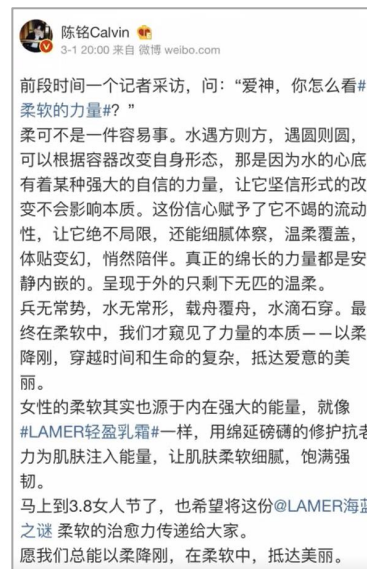 陈铭Calvin
3-1 20:00 来自 微博 weibo.com
前段时间一个记者采访，问：“爱神，你怎么看#
柔软的力量#？”
柔可不是一件容易事。水遇方则方，遇圆则圆，
可以根据容器改变自身形态，那是因为水的心底
有着某种强大的自信的力量，让它坚信形式的改
变不会影响本质。这份信心赋予了它不竭的流动
性，让它绝不局限，还能细腻体察，温柔覆盖，
体贴变幻，悄然陪伴。真正的绵长的力量都是安
静内嵌的。呈现于外的只剩下无匹的温柔。
兵无常势，水无常形，载舟覆舟，水滴石穿。最
终在柔软中，我们才窥见了力量的本质——以柔
降刚，穿越时间和生命的复杂，抵达爱意的美
丽。
女性的柔软其实也源于内在强大的能量，就像
#LAMER轻盈乳霜#一样，用绵延磅礴的修护抗老
力为肌肤注入能量，让肌肤柔软细腻，饱满强
韧。
马上到3.8女人节了，也希望将这份@LAMER海蓝
之谜 柔软的治愈力传递给大家。
愿我们总能以柔降刚，在柔软中，抵达美丽。